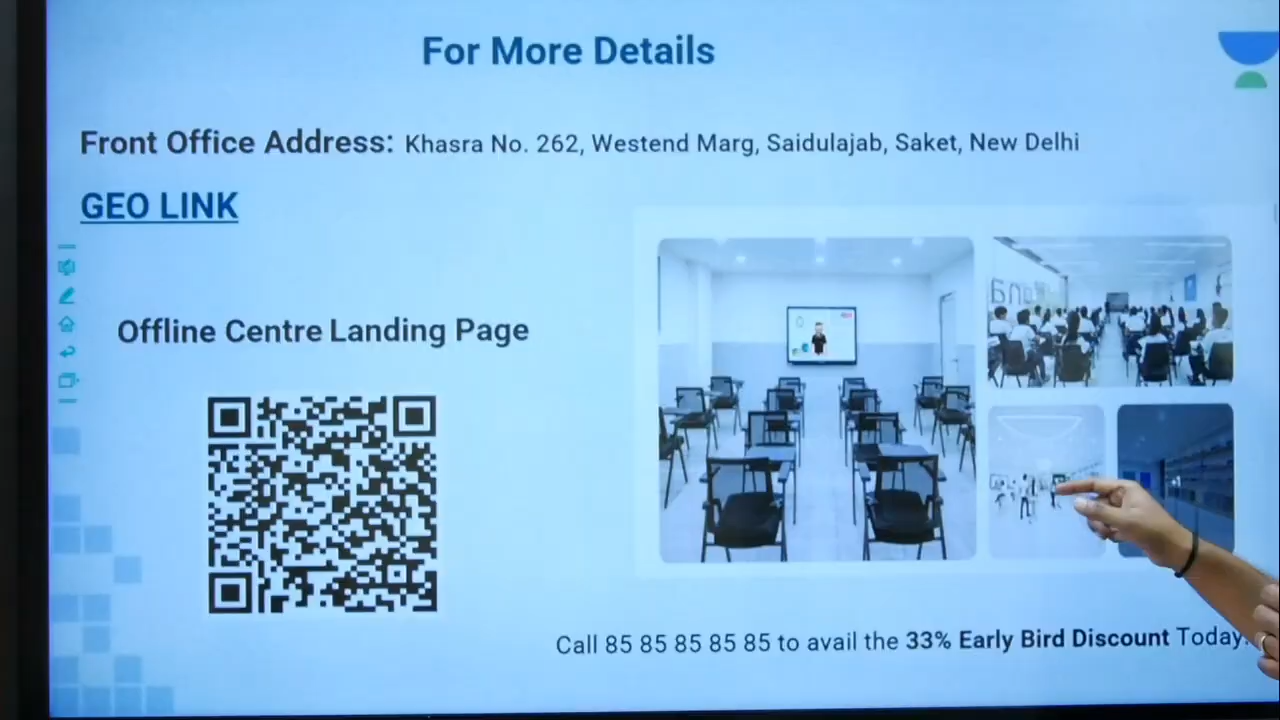 For More Details
Front Office Address: Khasra No. 262, Westend Marg, Saidulajab, Saket, New Delhi
GEO LINK
Offline Centre Landing Page
Call 85 85 85 85 85 to avail the 33% Early Bird Discount Today.